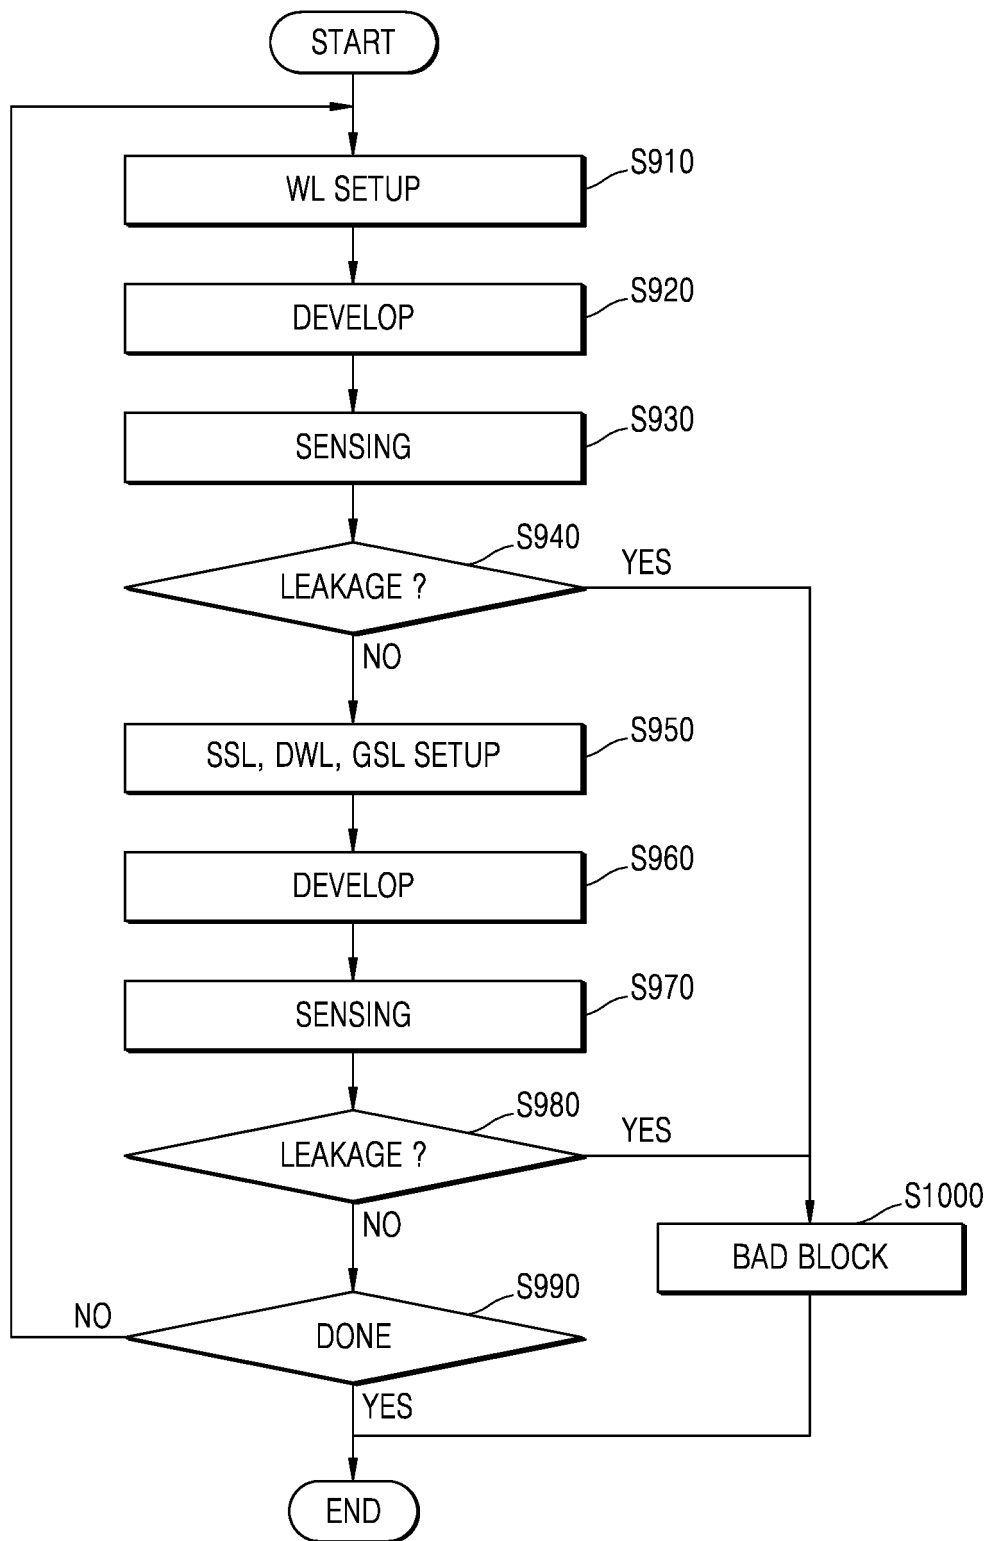 START
WL SETUP
S910
DEVELOP
S920
SENSING
S930
LEAKAGE ?
S940
YES
NO
SSL, DWL, GSL SETUP
S950
DEVELOP
S960
SENSING
S970
LEAKAGE ?
S980
YES
NO
BAD BLOCK
S1000
DONE
S990
NO
YES
END